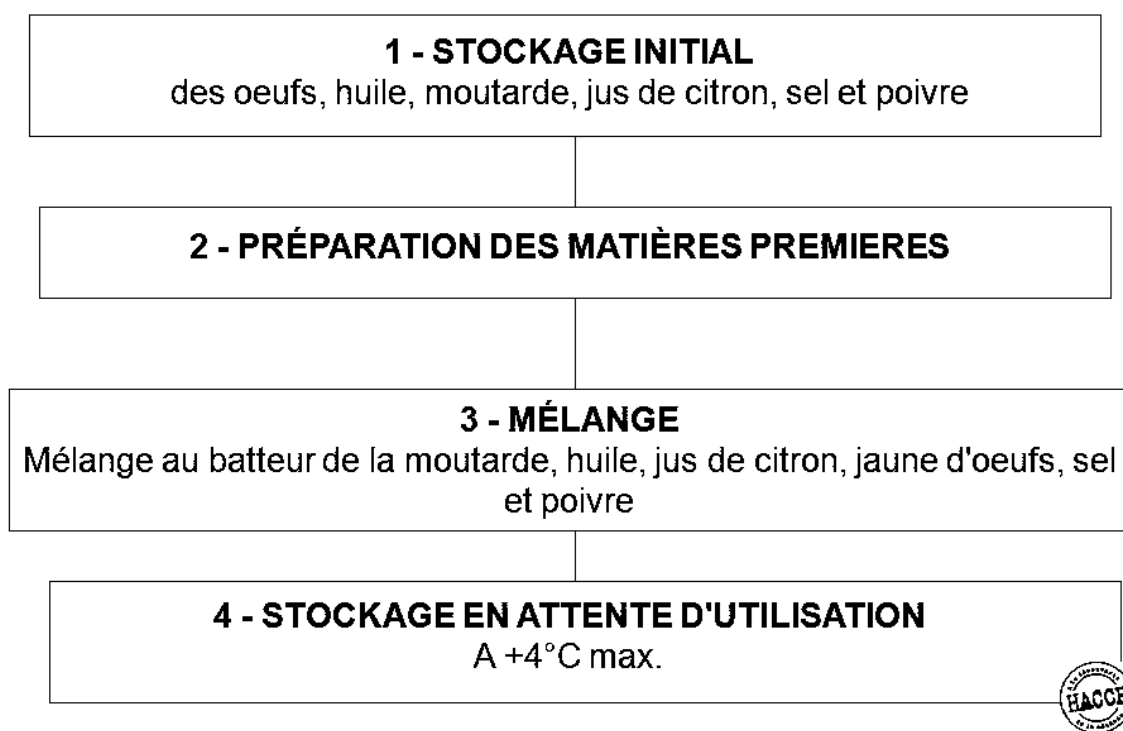 1 - STOCKAGE INITIAL
des oeufs, huile, moutarde, jus de citron, sel et poivre
2 - PRÉPARATION DES MATIÈRES PREMIERES
3 - MÉLANGE
Mélange au batteur de la moutarde, huile, jus de citron, jaune d'oeufs, sel
et poivre
4 - STOCKAGE EN ATTENTE D'UTILISATION
A +4°C max.
HACCP